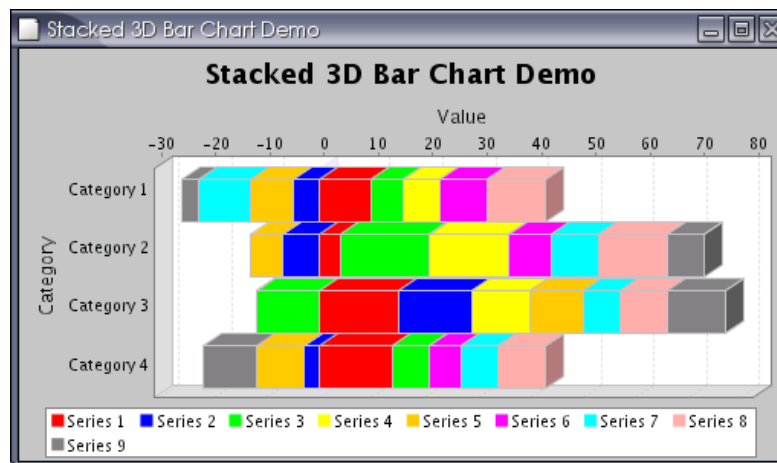 Stacked 3D Bar Chart Demo
Stacked 3D Bar Chart Demo
Value
-30 -20 -10 0 10 20 30 40 50 60 70 80
Category 1
Category 2
Category
Category 3
Category 4
Series 1 Series 2 Series 3 Series 4 Series 5 Series 6 Series 7 Series 8
Series 9